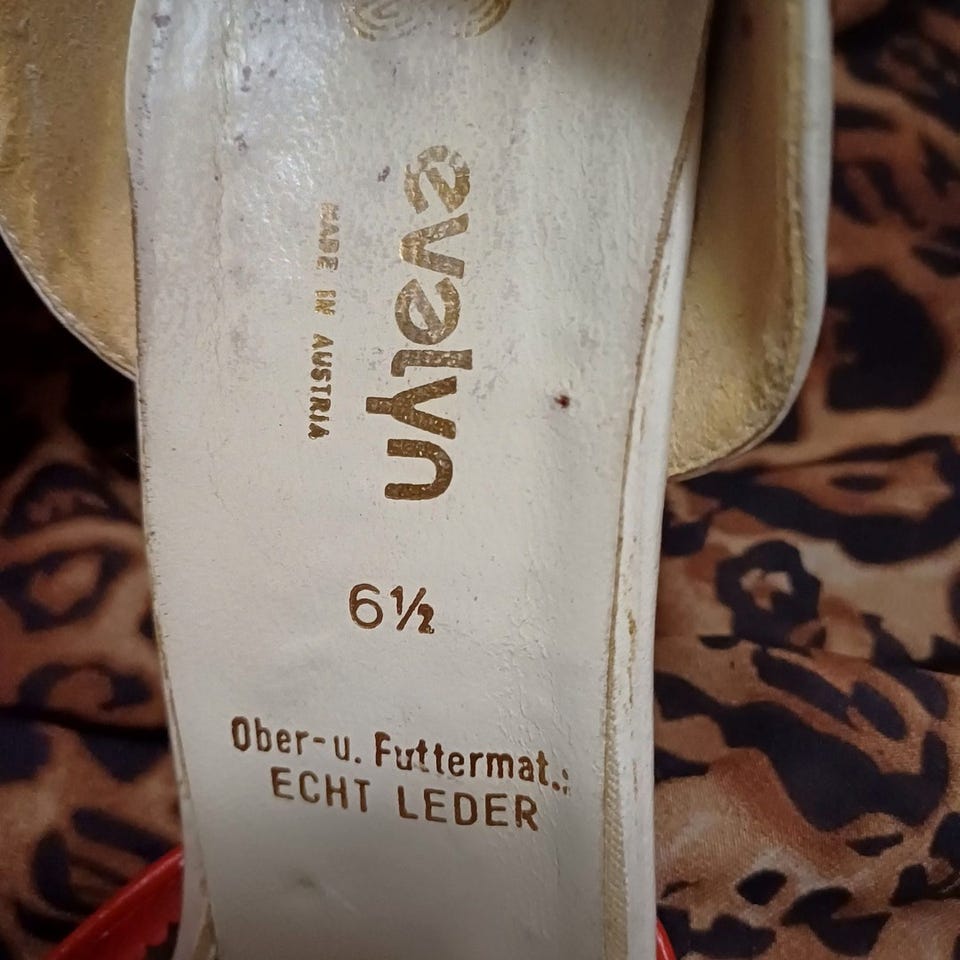 evelyn
MADE IN AUSTRIA
6½
Ober-u. Futtermat.:
ECHT LEDER